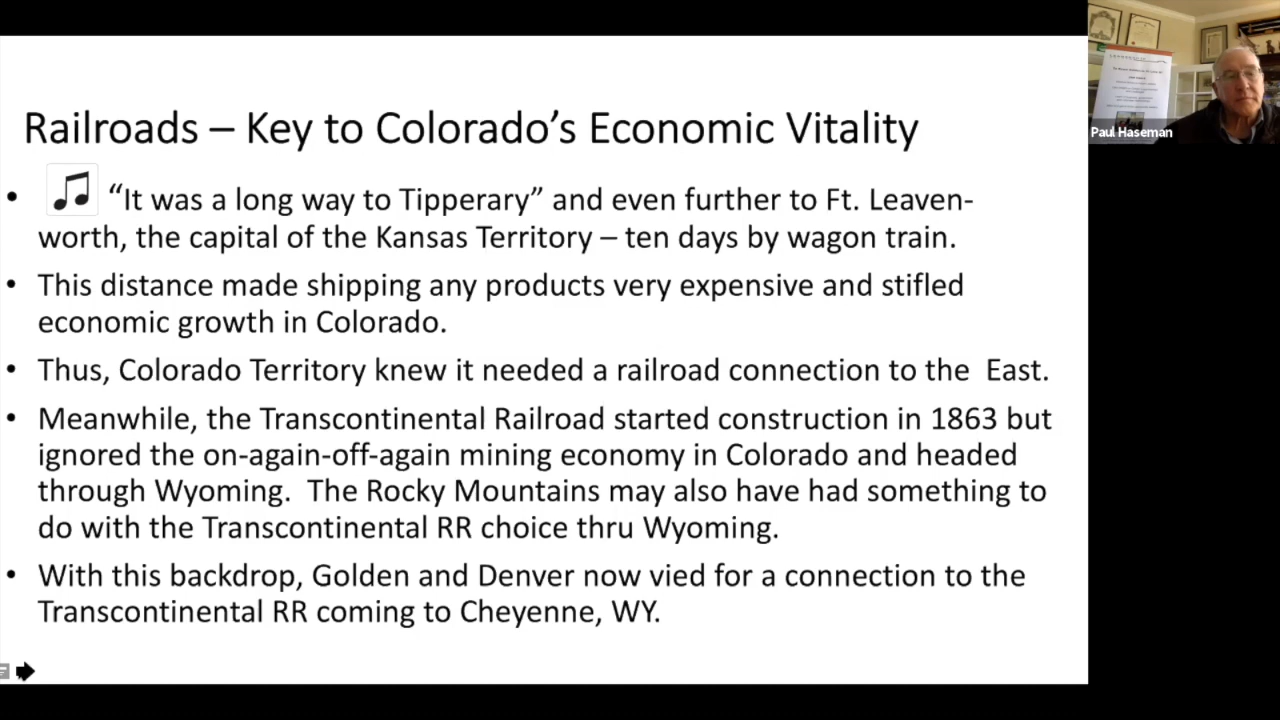 Railroads – Key to Colorado’s Economic Vitality
• “It was a long way to Tipperary” and even further to Ft. Leaven-
worth, the capital of the Kansas Territory – ten days by wagon train.
• This distance made shipping any products very expensive and stifled
economic growth in Colorado.
• Thus, Colorado Territory knew it needed a railroad connection to the  East.
• Meanwhile, the Transcontinental Railroad started construction in 1863 but
ignored the on-again-off-again mining economy in Colorado and headed
through Wyoming.  The Rocky Mountains may also have had something to
do with the Transcontinental RR choice thru Wyoming.
• With this backdrop, Golden and Denver now vied for a connection to the
Transcontinental RR coming to Cheyenne, WY.
Paul Haseman